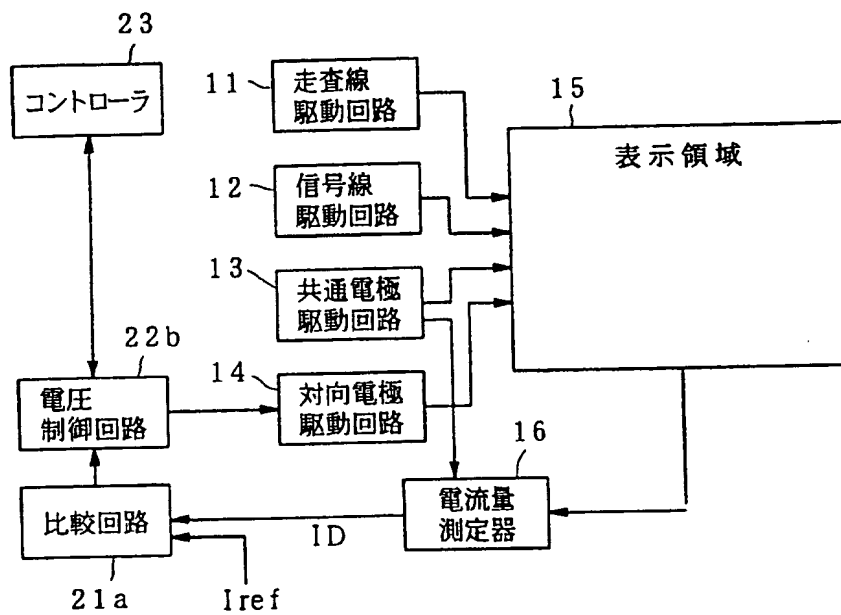 23
コントローラ
11
走査線
駆動回路
15
表示領域
12
信号線
駆動回路
13
共通電極
駆動回路
22b
電圧
制御回路
14
対向電極
駆動回路
16
電流量
測定器
比較回路
ID
21a
Iref